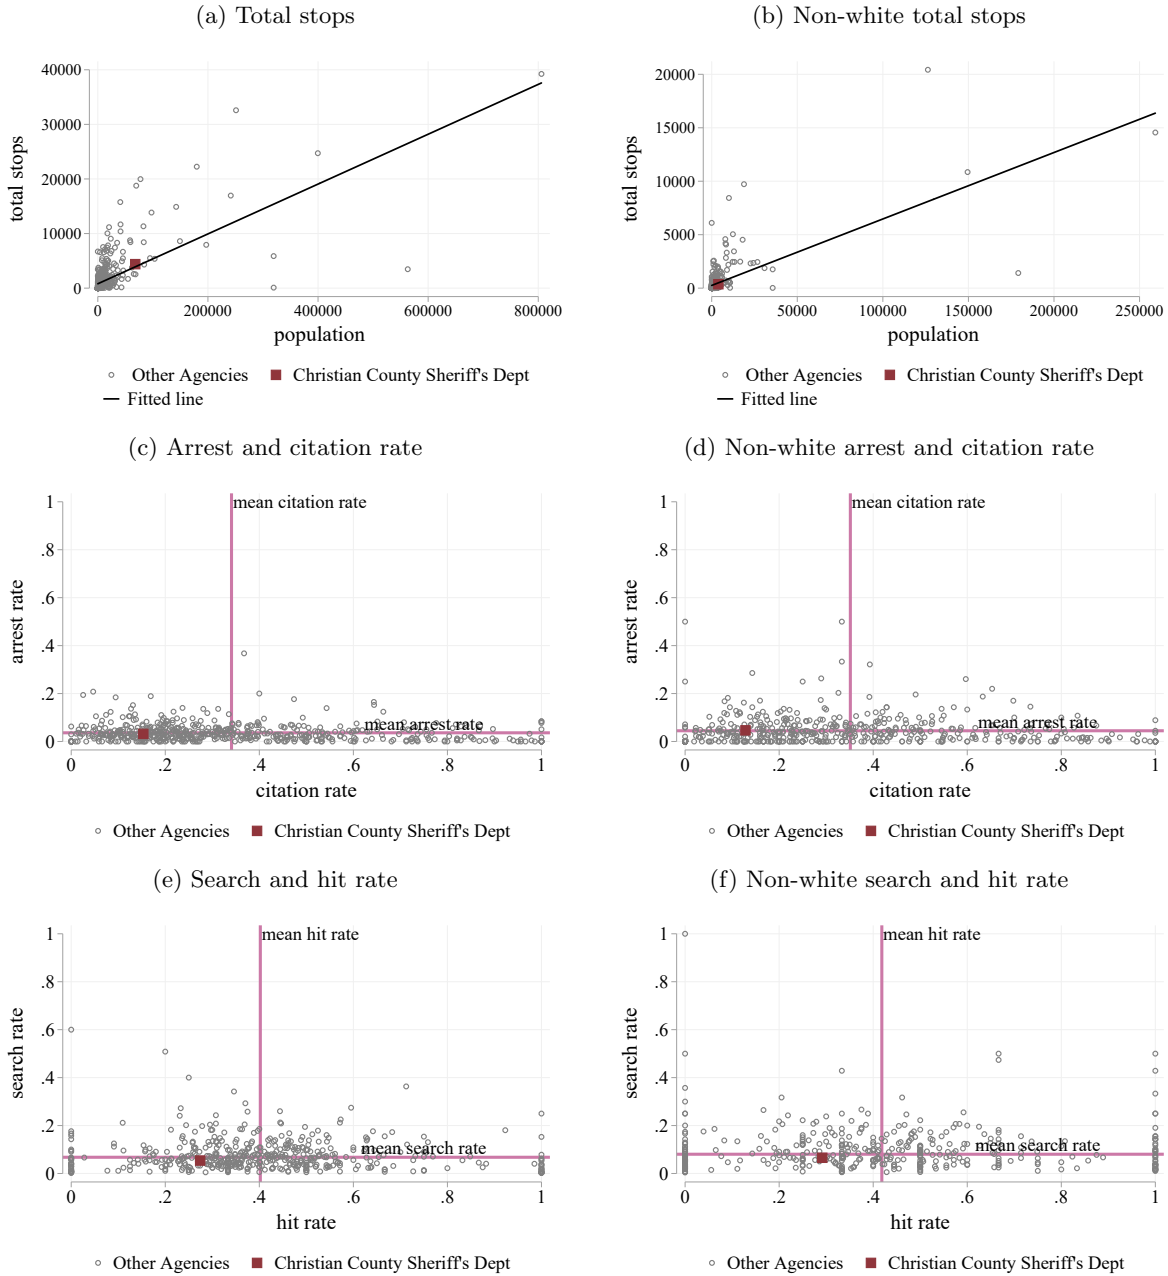 (a) Total stops
40000
30000
20000
10000
0
total stops
0 200000 400000 600000 800000
population
Other Agencies Christian County Sheriff's Dept
Fitted line
(b) Non-white total stops
20000
15000
10000
5000
0
total stops
0 50000 100000 150000 200000 250000
population
Other Agencies Christian County Sheriff's Dept
Fitted line
(c) Arrest and citation rate
mean citation rate
1
.8
.6
.4
.2
0
arrest rate
mean arrest rate
0 .2 .4 .6 .8 1
citation rate
Other Agencies Christian County Sheriff's Dept
(d) Non-white arrest and citation rate
mean citation rate
1
.8
.6
.4
.2
0
arrest rate
mean arrest rate
0 .2 .4 .6 .8 1
citation rate
Other Agencies Christian County Sheriff's Dept
(e) Search and hit rate
mean hit rate
1
.8
.6
.4
.2
0
search rate
mean search rate
0 .2 .4 .6 .8 1
hit rate
Other Agencies Christian County Sheriff's Dept
(f) Non-white search and hit rate
mean hit rate
1
.8
.6
.4
.2
0
search rate
mean search rate
0 .2 .4 .6 .8 1
hit rate
Other Agencies Christian County Sheriff's Dept